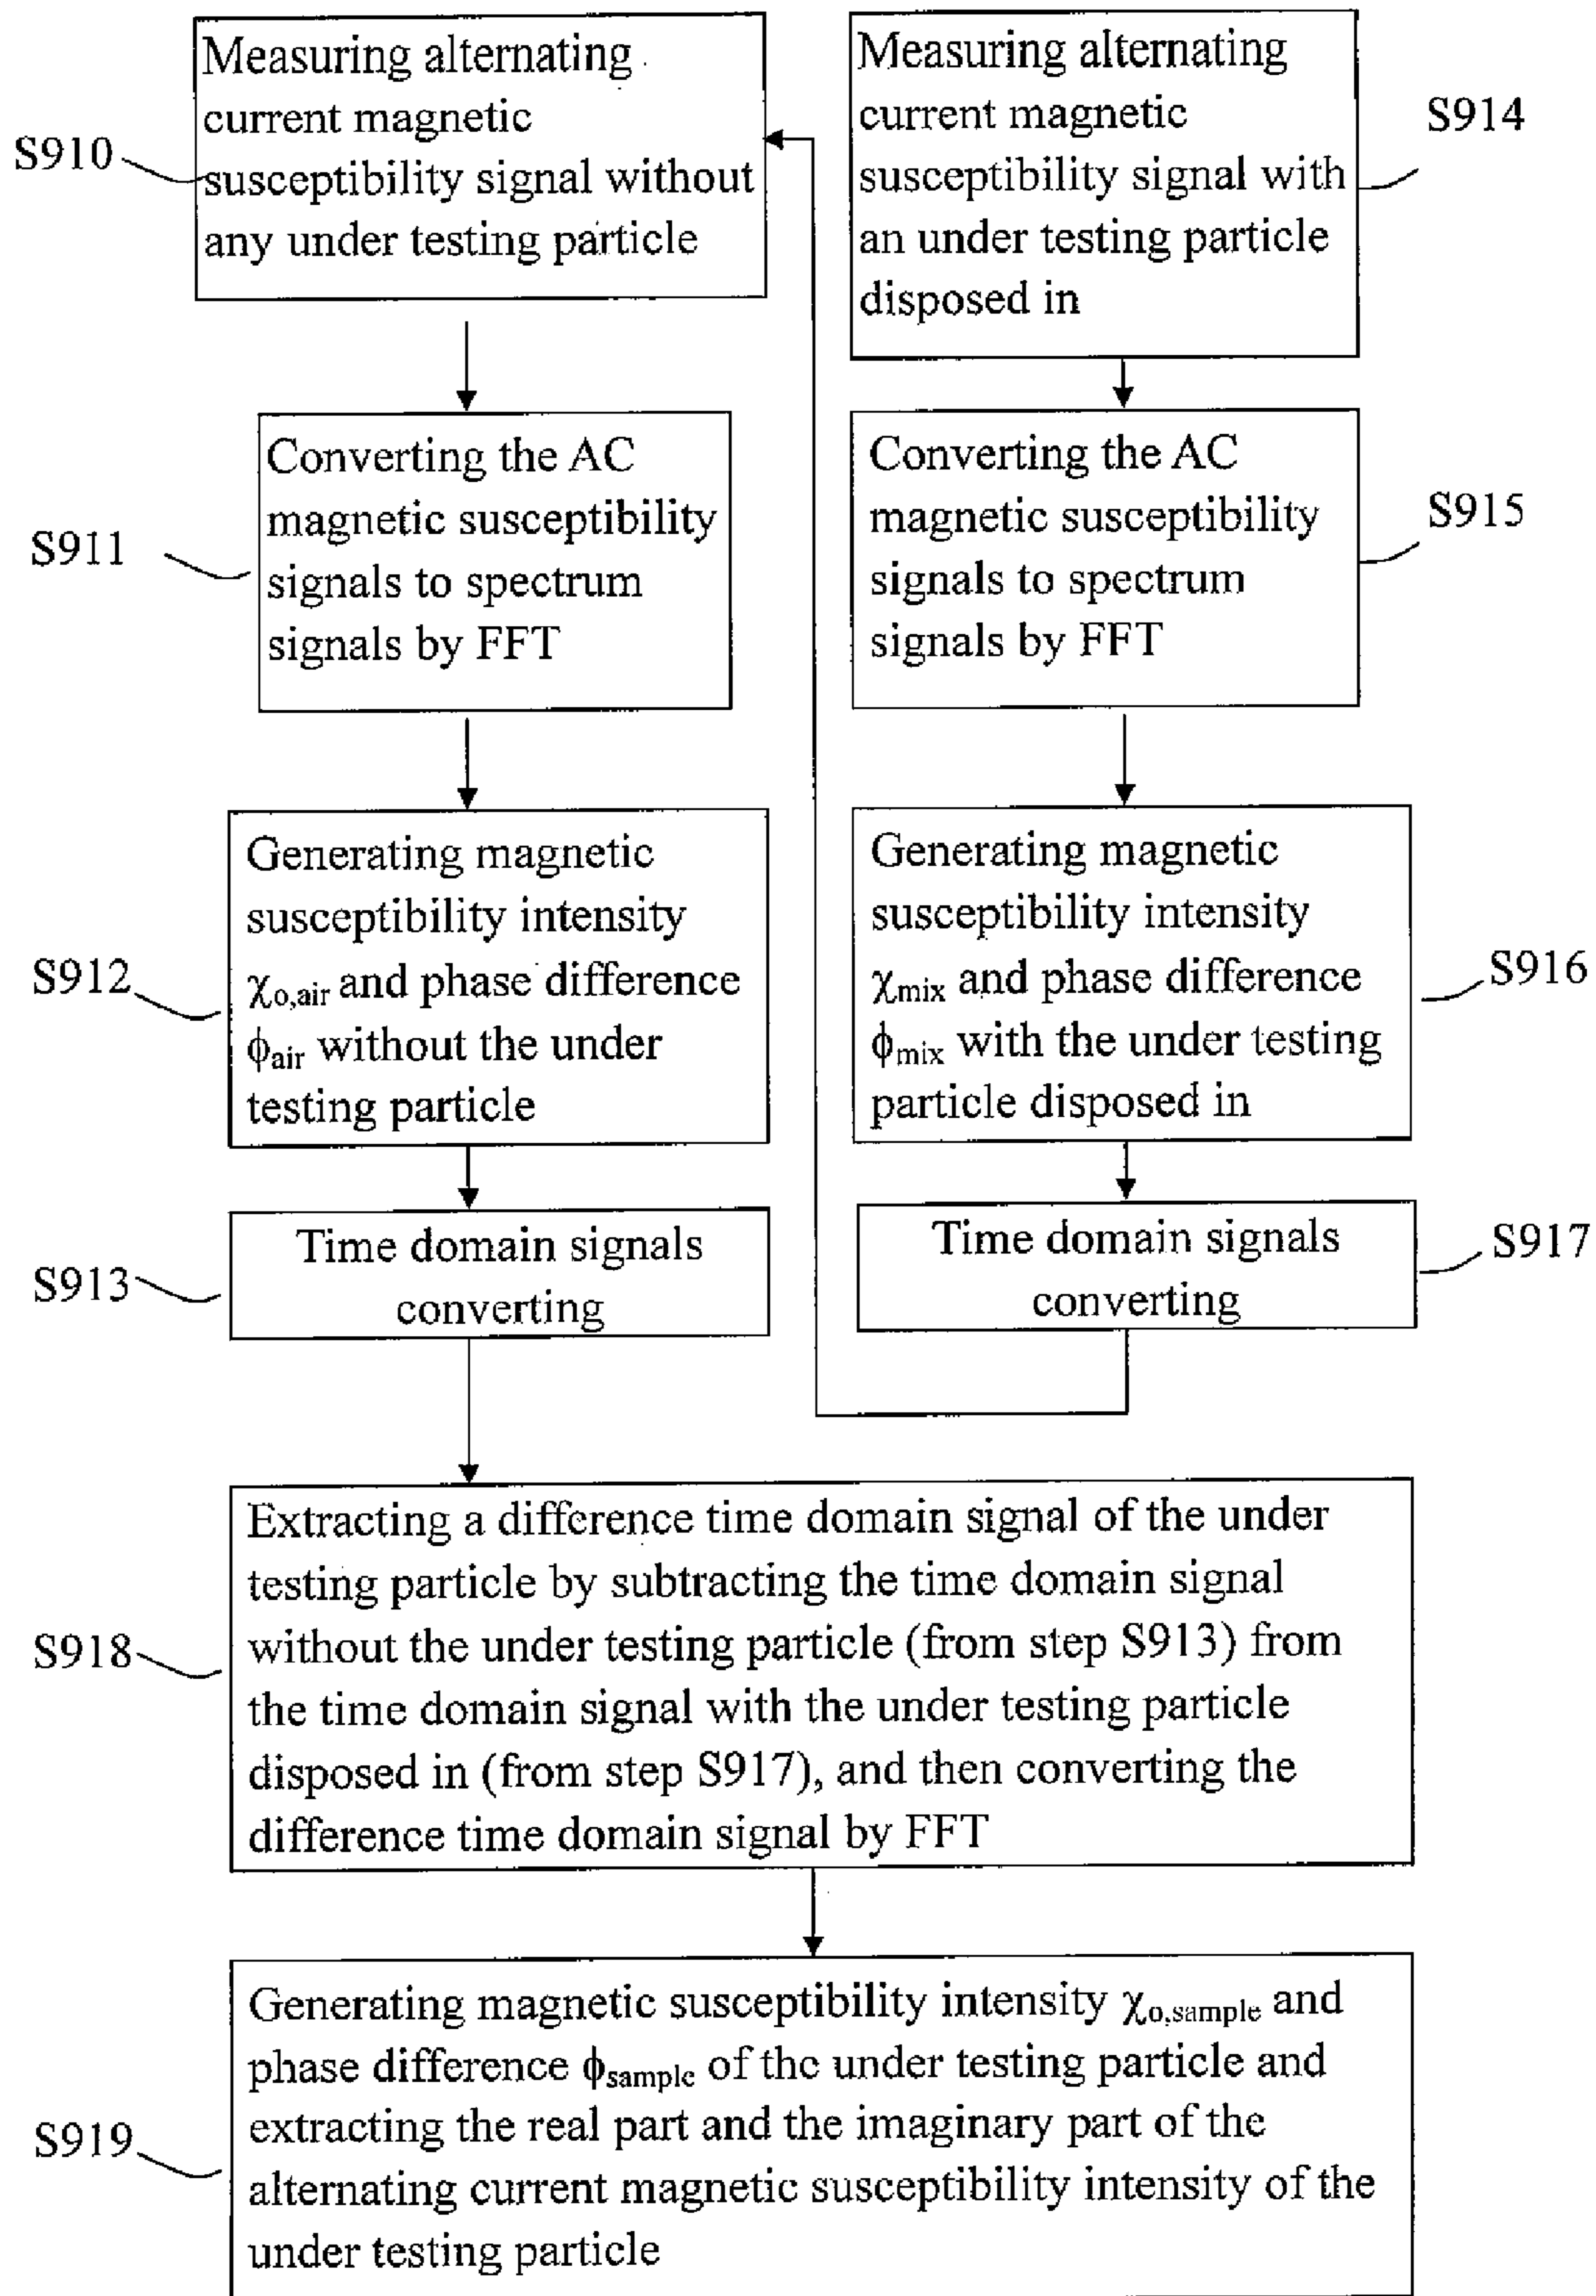 S910
Measuring alternating
current magnetic
susceptibility signal without
any under testing particle
S911
Converting the AC
magnetic susceptibility
signals to spectrum
signals by FFT
S912
Generating magnetic
susceptibility intensity
χo,air and phase difference
ϕair without the under
testing particle
S913
Time domain signals
converting
S914
Measuring alternating
current magnetic
susceptibility signal with
an under testing particle
disposed in
S915
Converting the AC
magnetic susceptibility
signals to spectrum
signals by FFT
S916
Generating magnetic
susceptibility intensity
χmix and phase difference
ϕmix with the under testing
particle disposed in
S917
Time domain signals
converting
S918
Extracting a difference time domain signal of the under
testing particle by subtracting the time domain signal
without the under testing particle (from step S913) from
the time domain signal with the under testing particle
disposed in (from step S917), and then converting the
difference time domain signal by FFT
S919
Generating magnetic susceptibility intensity χo,sample and
phase difference ϕsample of the under testing particle and
extracting the real part and the imaginary part of the
alternating current magnetic susceptibility intensity of the
under testing particle